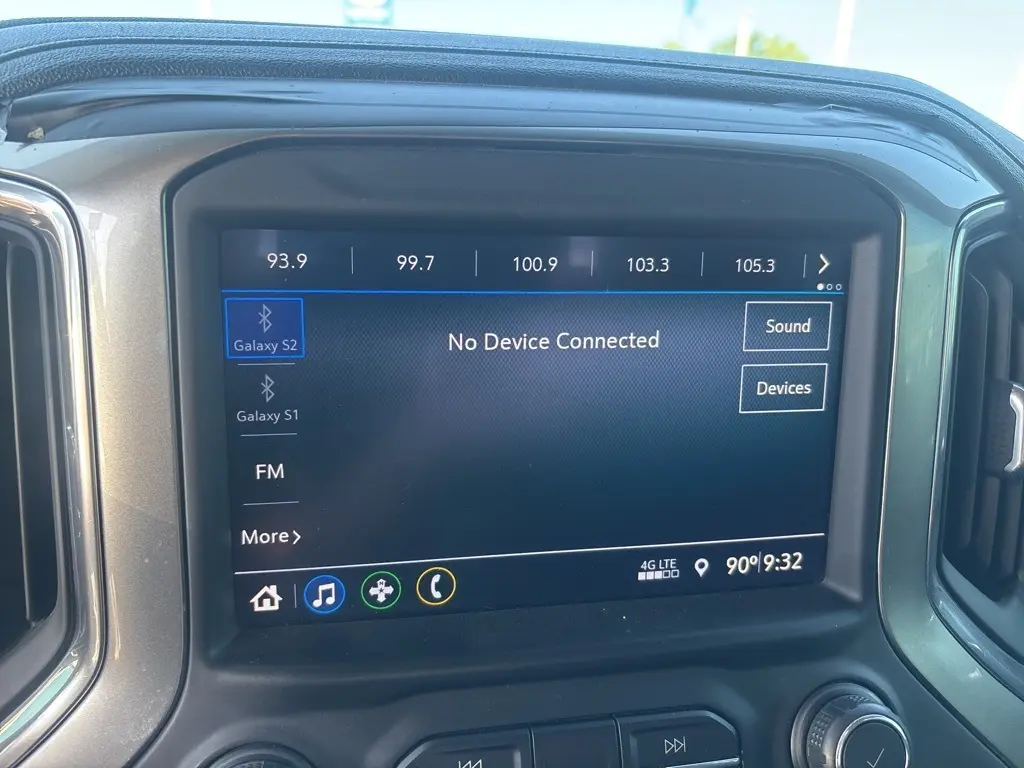 93.9 99.7 100.9 103.3 105.3
Galaxy S2
No Device Connected
Sound
Galaxy S1
Devices
FM
More
4G LTE
90° 9:32